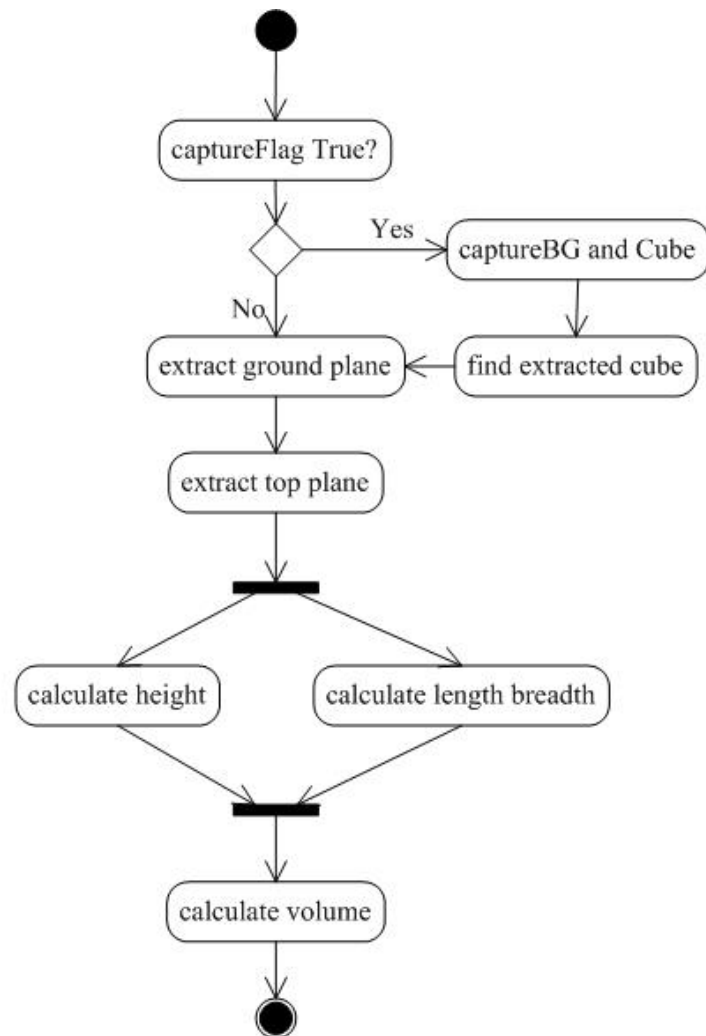 captureFlag True?
Yes
captureBG and Cube
No
extract ground plane
find extracted cube
extract top plane
calculate height
calculate length breadth
calculate volume